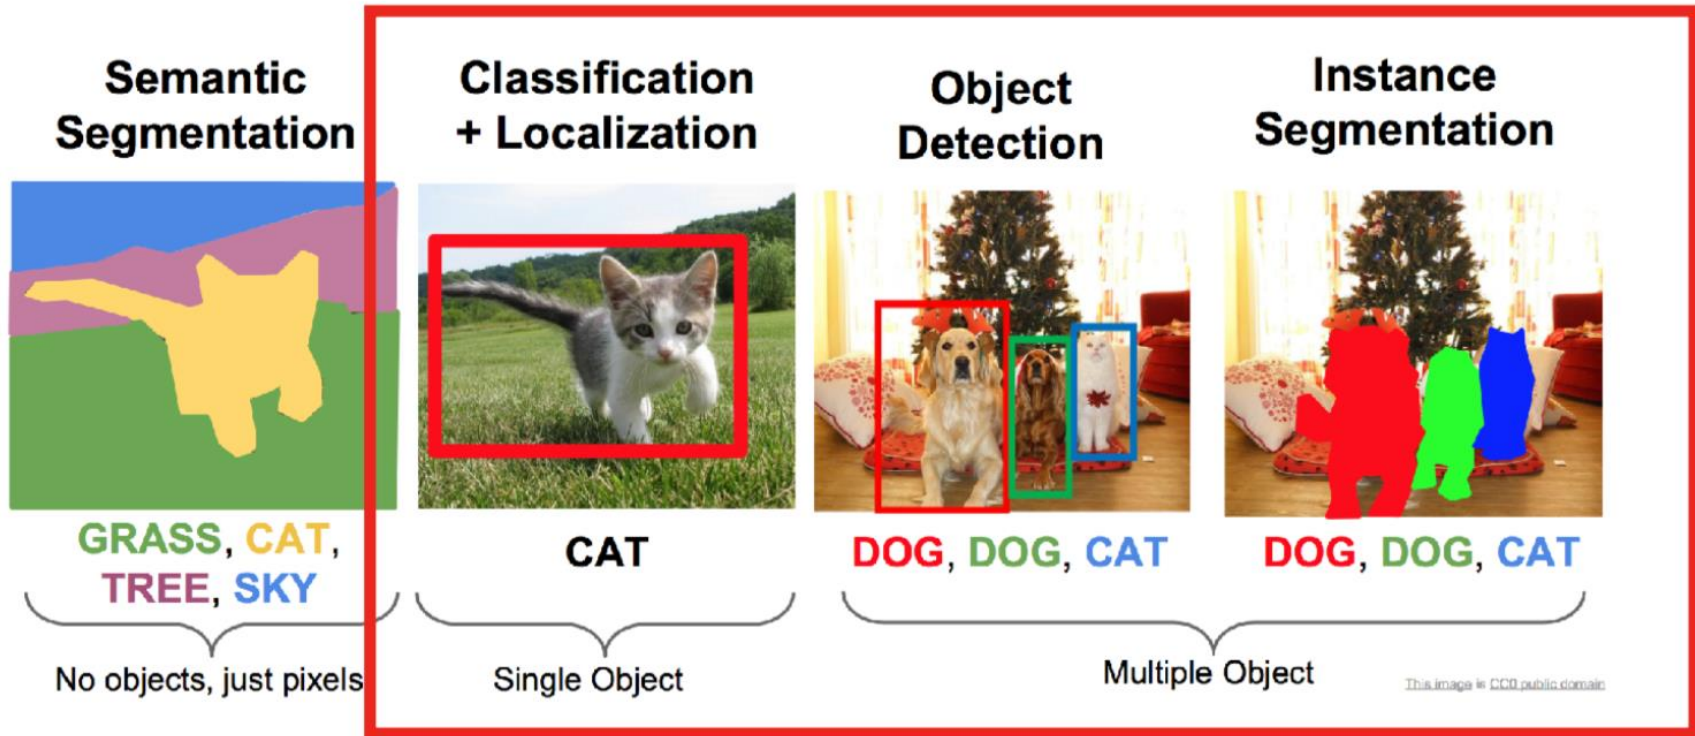 Semantic
Segmentation
GRASS, CAT,
TREE, SKY
No objects, just pixels
Classification
+ Localization
CAT
Single Object
Object
Detection
DOG, DOG, CAT
Instance
Segmentation
DOG, DOG, CAT
Multiple Object
This image is CC0 public domain